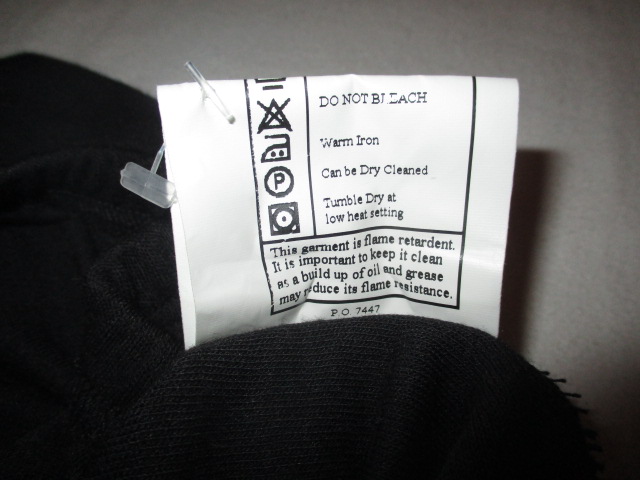 DO NOT BLEACH
Warm Iron
Can be Dry Cleaned
P
Tumble Dry at
low heat setting
This garment is flame retardent.
It is important to keep it clean
as a build up of oil and grease
may reduce its flame resistance.
P.O. 7447